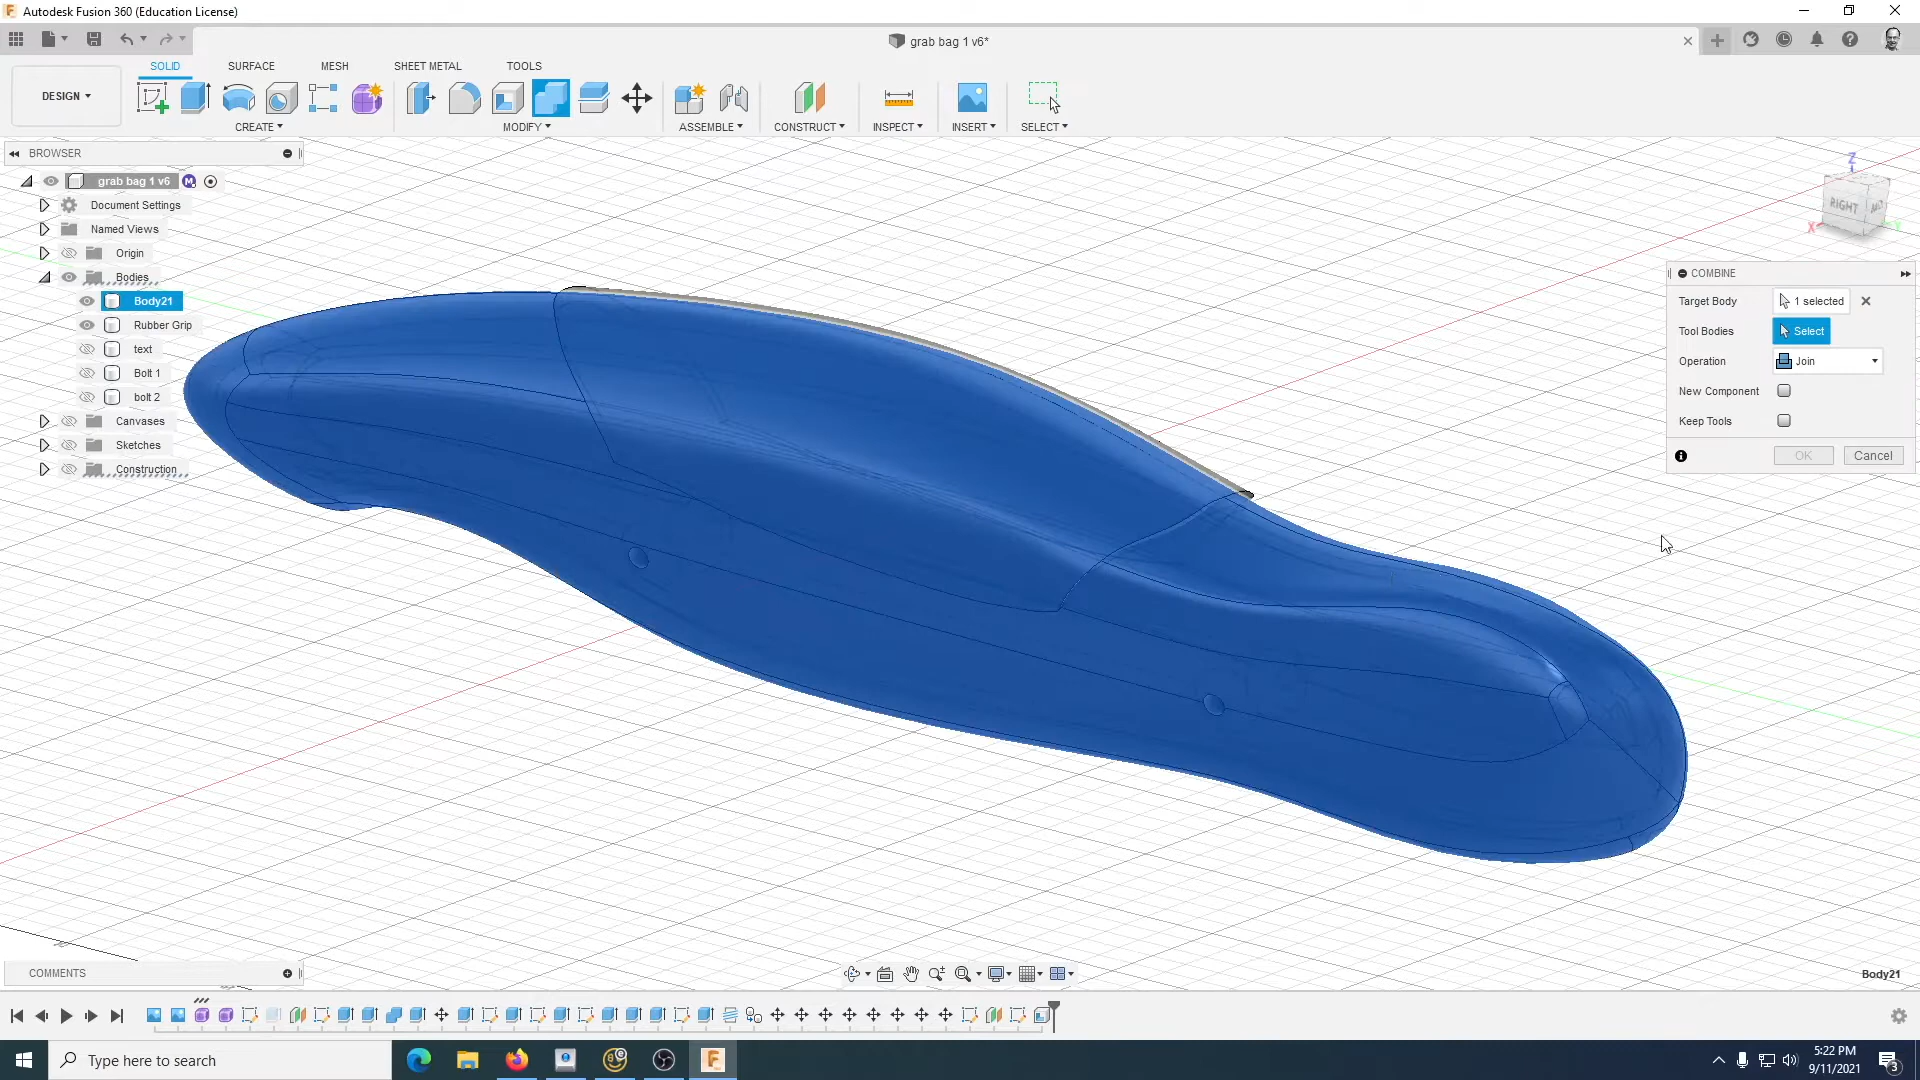 Autodesk Fusion 360 (Education License)
grab bag 1 v6*
SOLID SURFACE MESH SHEET METAL TOOLS
DESIGN
CREATE MODIFY ASSEMBLE CONSTRUCT INSPECT INSERT SELECT
BROWSER
grab bag 1 v6
Document Settings
Named Views
Origin
Bodies
Body21
Rubber Grip
text
Bolt 1
bolt 2
Canvases
Sketches
Construction
Z
RIGHT
X
Y
COMBINE
Target Body 1 selected
Tool Bodies Select
Operation Join
New Component
Keep Tools
OK Cancel
COMMENTS
Body21
Type here to search
5:22 PM
9/11/2021
3